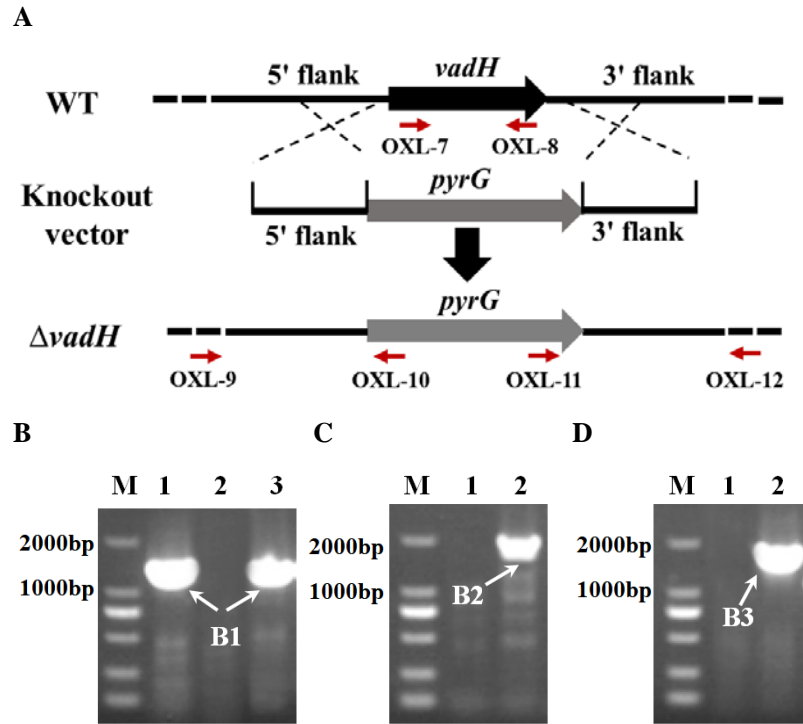 A
5' flank vadH 3' flank
WT
OXL-7 OXL-8
Knockout vector
pyrG
5' flank 3' flank
pyrG
ΔvadH
OXL-9 OXL-10 OXL-11 OXL-12
B C D
M 1 2 3 M 1 2 M 1 2
2000bp 2000bp 2000bp
1000bp 1000bp 1000bp
B1 B2 B3